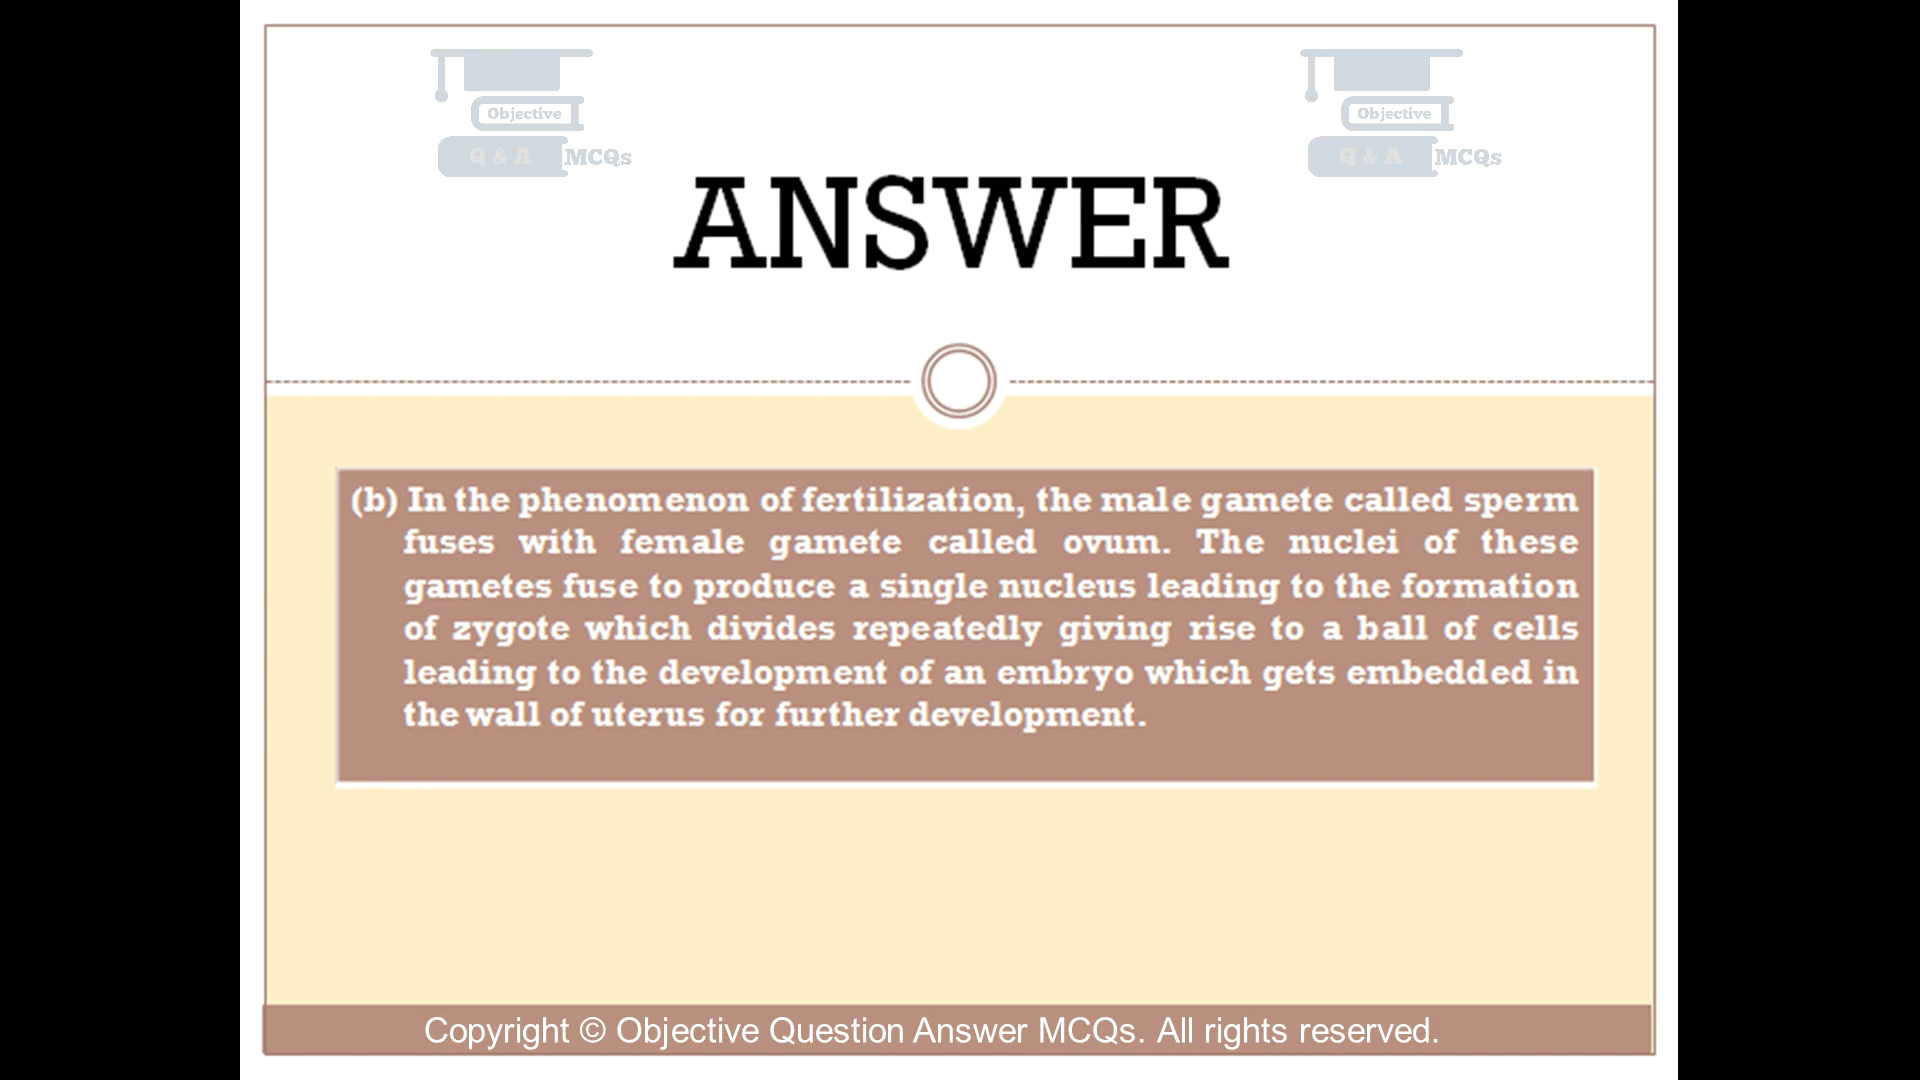 Objective
Q & A MCQs
Objective
Q & A MCQs
ANSWER
(b) In the phenomenon of fertilization, the male gamete called sperm
fuses with female gamete called ovum. The nuclei of these
gametes fuse to produce a single nucleus leading to the formation
of zygote which divides repeatedly giving rise to a ball of cells
leading to the development of an embryo which gets embedded in
the wall of uterus for further development.
Copyright © Objective Question Answer MCQs. All rights reserved.